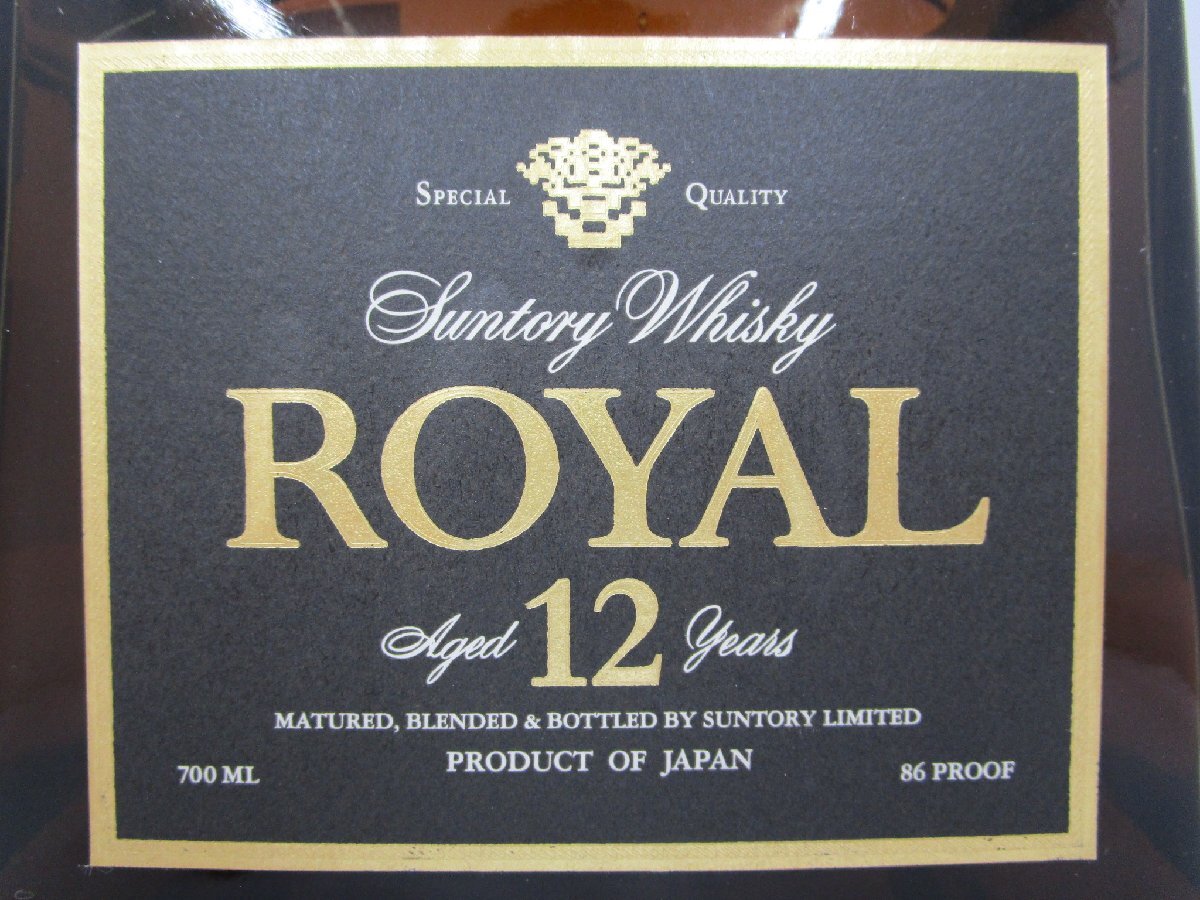 SPECIAL QUALITY
Suntory Whisky
ROYAL
Aged 12 Years
MATURED, BLENDED & BOTTLED BY SUNTORY LIMITED
700 ML PRODUCT OF JAPAN 86 PROOF